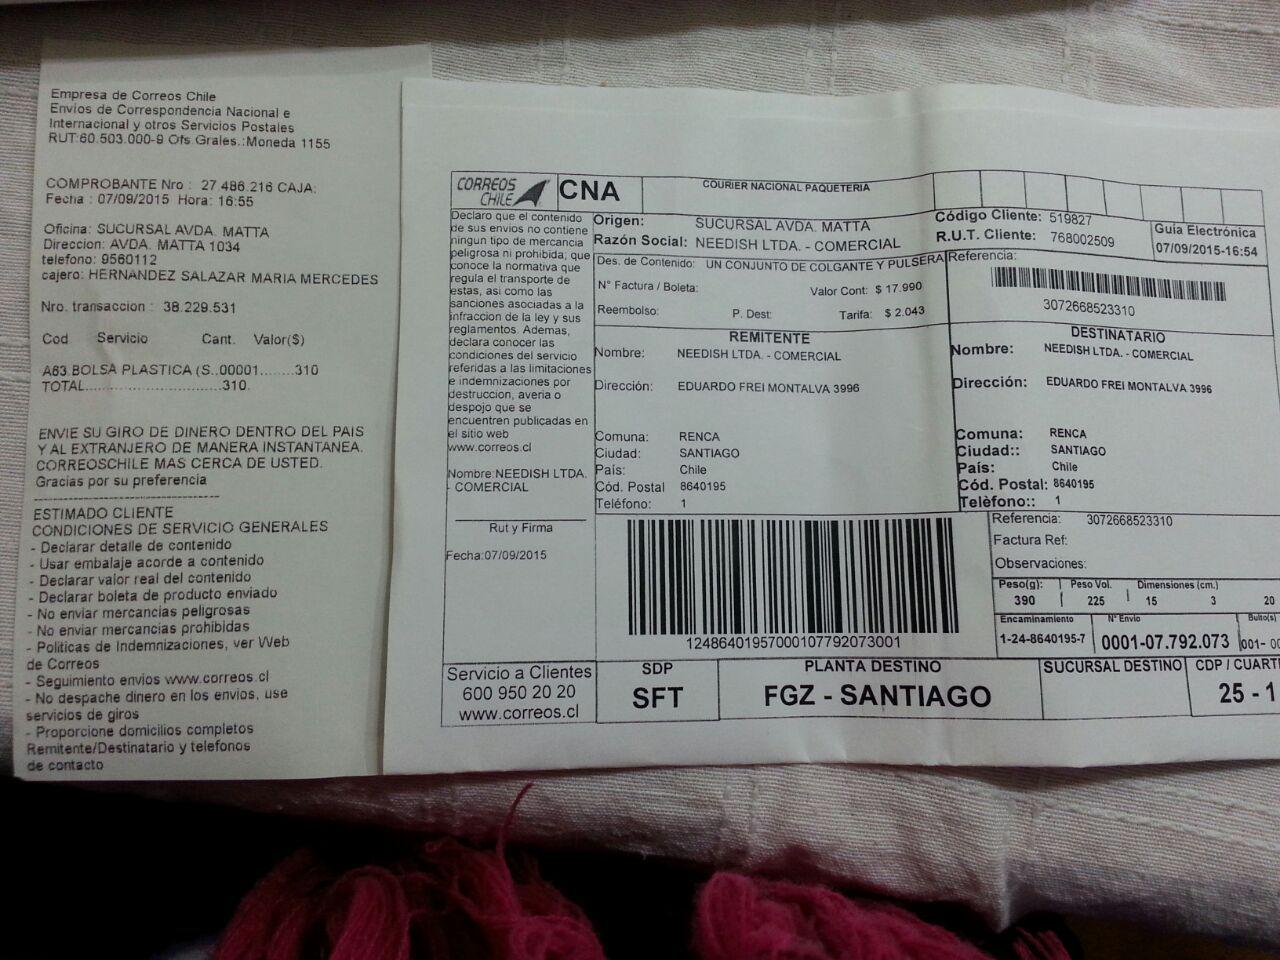 Empresa de Correos Chile
Envios de Correspondencia Nacional e
Internacional y otros Servicios Postales
RUT:60.503.000-9 Ofs.Grales.:Moneda 1155
COMPROBANTE Nro : 27.486.216 CAJA:
Fecha : 07/09/2015 Hora: 16:55
Oficina: SUCURSAL AVDA. MATTA
Direccion: AVDA. MATTA 1034
telefono: 9560112
cajero: HERNANDEZ SALAZAR MARIA MERCEDES
Nro. transaccion : 38.229.531
Cod Servicio Cant. Valor($)
A63 BOLSA PLASTICA (S..00001.......310
TOTAL............................310
ENVIE SU GIRO DE DINERO DENTRO DEL PAIS
Y AL EXTRANJERO DE MANERA INSTANTANEA.
CORREOSCHILE MAS CERCA DE USTED.
Gracias por su preferencia
ESTIMADO CLIENTE
CONDICIONES DE SERVICIO GENERALES
- Declarar detalle de contenido
- Usar embalaje acorde a contenido
- Declarar valor real del contenido
- Declarar boleta de producto enviado
- No enviar mercancias peligrosas
- No enviar mercancias prohibidas
- Politicas de Indemnizaciones, ver Web
de Correos
- Seguimiento envios www.correos.cl
- No despache dinero en los envios, use
servicios de giros
- Proporcione domicilios completos
Remitente/Destinatario y telefonos
de contacto
CORREOS
CHILE
CNA
COURIER NACIONAL PAQUETERIA
Declaro que el contenido
de sus envios no contiene
ningun tipo de mercancia
peligrosa ni prohibida; que
conoce la normativa que
regula el transporte de
estas, asi como las
sanciones asociadas a la
infraccion de la ley y sus
reglamentos. Ademas,
declara conocer las
condiciones del servicio
referidas a las limitaciones
e indemnizaciones por
destruccion, averia o
despojo que se
encuentren publicadas en
el sitio web
www.correos.cl
Nombre:NEEDISH LTDA.
- COMERCIAL
Rut y Firma
Fecha:07/09/2015
Origen: SUCURSAL AVDA. MATTA
Razón Social: NEEDISH LTDA. - COMERCIAL
Código Cliente: 519827
R.U.T. Cliente: 768002509
Guía Electrónica
07/09/2015-16:54
Des. de Contenido: UN CONJUNTO DE COLGANTE Y PULSERA
N° Factura / Boleta: Valor Cont: $ 17.990
Reembolso: P. Dest: Tarifa: $ 2.043
Referencia:
3072668523310
REMITENTE
Nombre: NEEDISH LTDA. - COMERCIAL
Dirección: EDUARDO FREI MONTALVA 3996
Comuna: RENCA
Ciudad: SANTIAGO
País: Chile
Cód. Postal 8640195
Teléfono: 1
DESTINATARIO
Nombre: NEEDISH LTDA. - COMERCIAL
Dirección: EDUARDO FREI MONTALVA 3996
Comuna: RENCA
Ciudad:: SANTIAGO
País: Chile
Cód. Postal: 8640195
Telèfono:: 1
12486401957000107792073001
Referencia: 3072668523310
Factura Ref:
Observaciones:
Peso(g): Peso Vol. Dimensiones (cm.)
390 225 15 3 20
Encaminamiento N° Envio Bulto(s)
1-24-8640195-7 0001-07.792.073 001- 00
Servicio a Clientes
600 950 20 20
www.correos.cl
SDP
SFT
PLANTA DESTINO
FGZ - SANTIAGO
SUCURSAL DESTINO
CDP / CUARTE
25 - 1